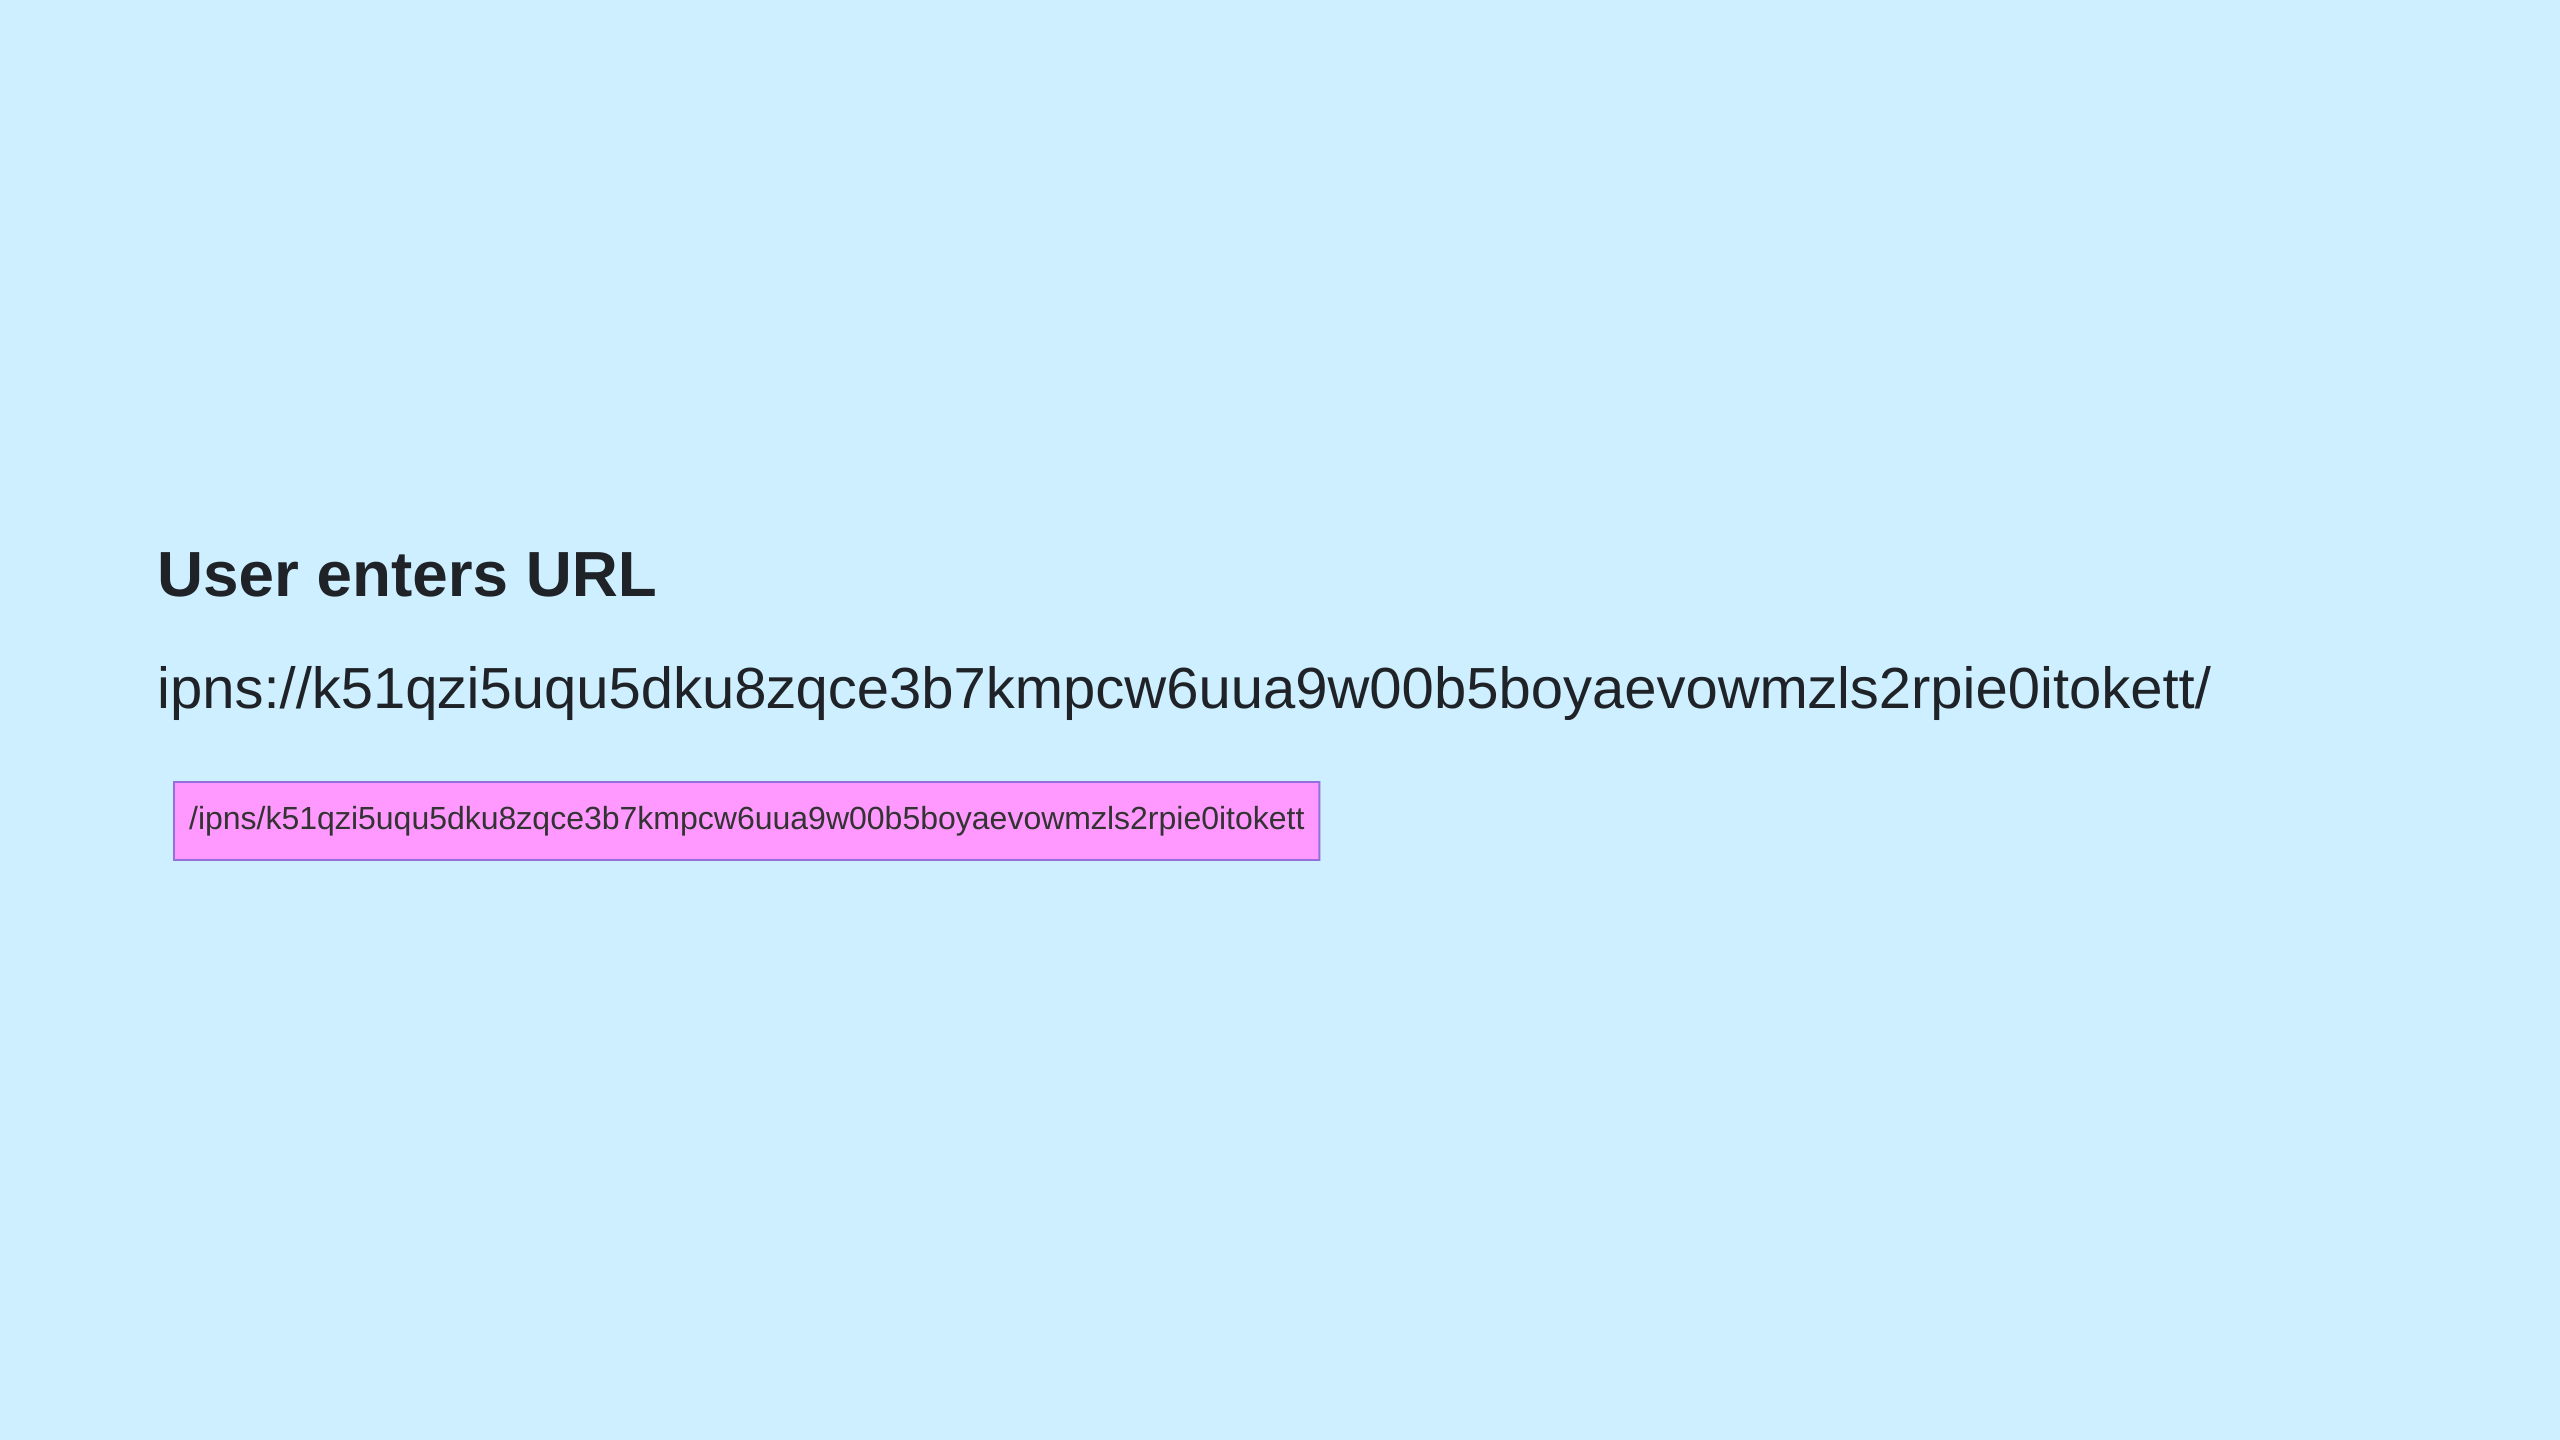 User enters URL
ipns://k51qzi5uqu5dku8zqce3b7kmpcw6uua9w00b5boyaevowmzls2rpie0itokett/
/ipns/k51qzi5uqu5dku8zqce3b7kmpcw6uua9w00b5boyaevowmzls2rpie0itokett